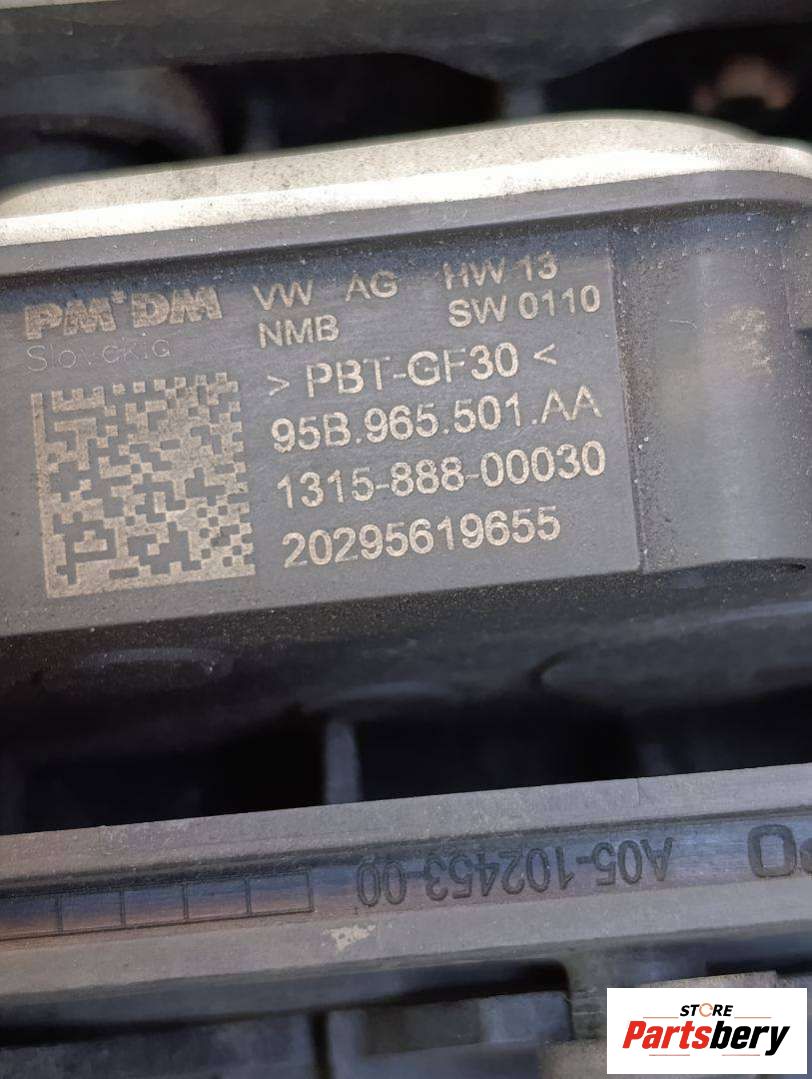 PM DM
Slovakia
VW AG HW 13
NMB SW 0110
> PBT-GF30 <
95B.965.501.AA
1315-888-00030
20295619655
A05-102453-00
STORE
Partsbery